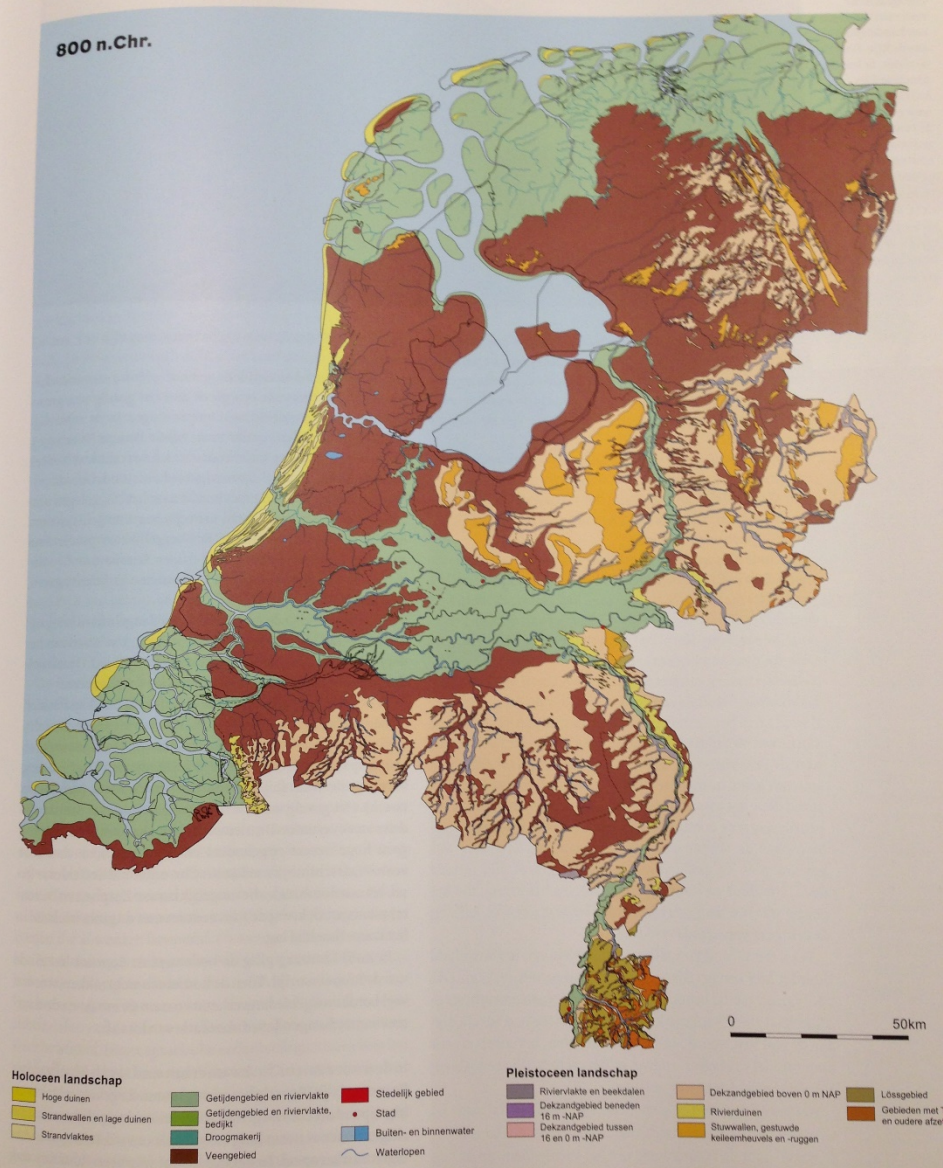 800 n.Chr.
0 50km
Holoceen landschap
Hoge duinen
Strandwallen en lage duinen
Strandvlaktes
Getijdengebied en riviervlakte
Getijdengebied en riviervlakte,
bedijkt
Droogmakerij
Veengebied
Stedelijk gebied
Stad
Buiten- en binnenwater
Waterlopen
Pleistoceen landschap
Riviervlakte en beekdalen
Dekzandgebied beneden
16 m -NAP
Dekzandgebied tussen
16 en 0 m -NAP
Dekzandgebied boven 0 m NAP
Rivierduinen
Stuwwallen, gestuwde
keileemheuvels en -ruggen
Lössgebied
Gebieden met
en oudere